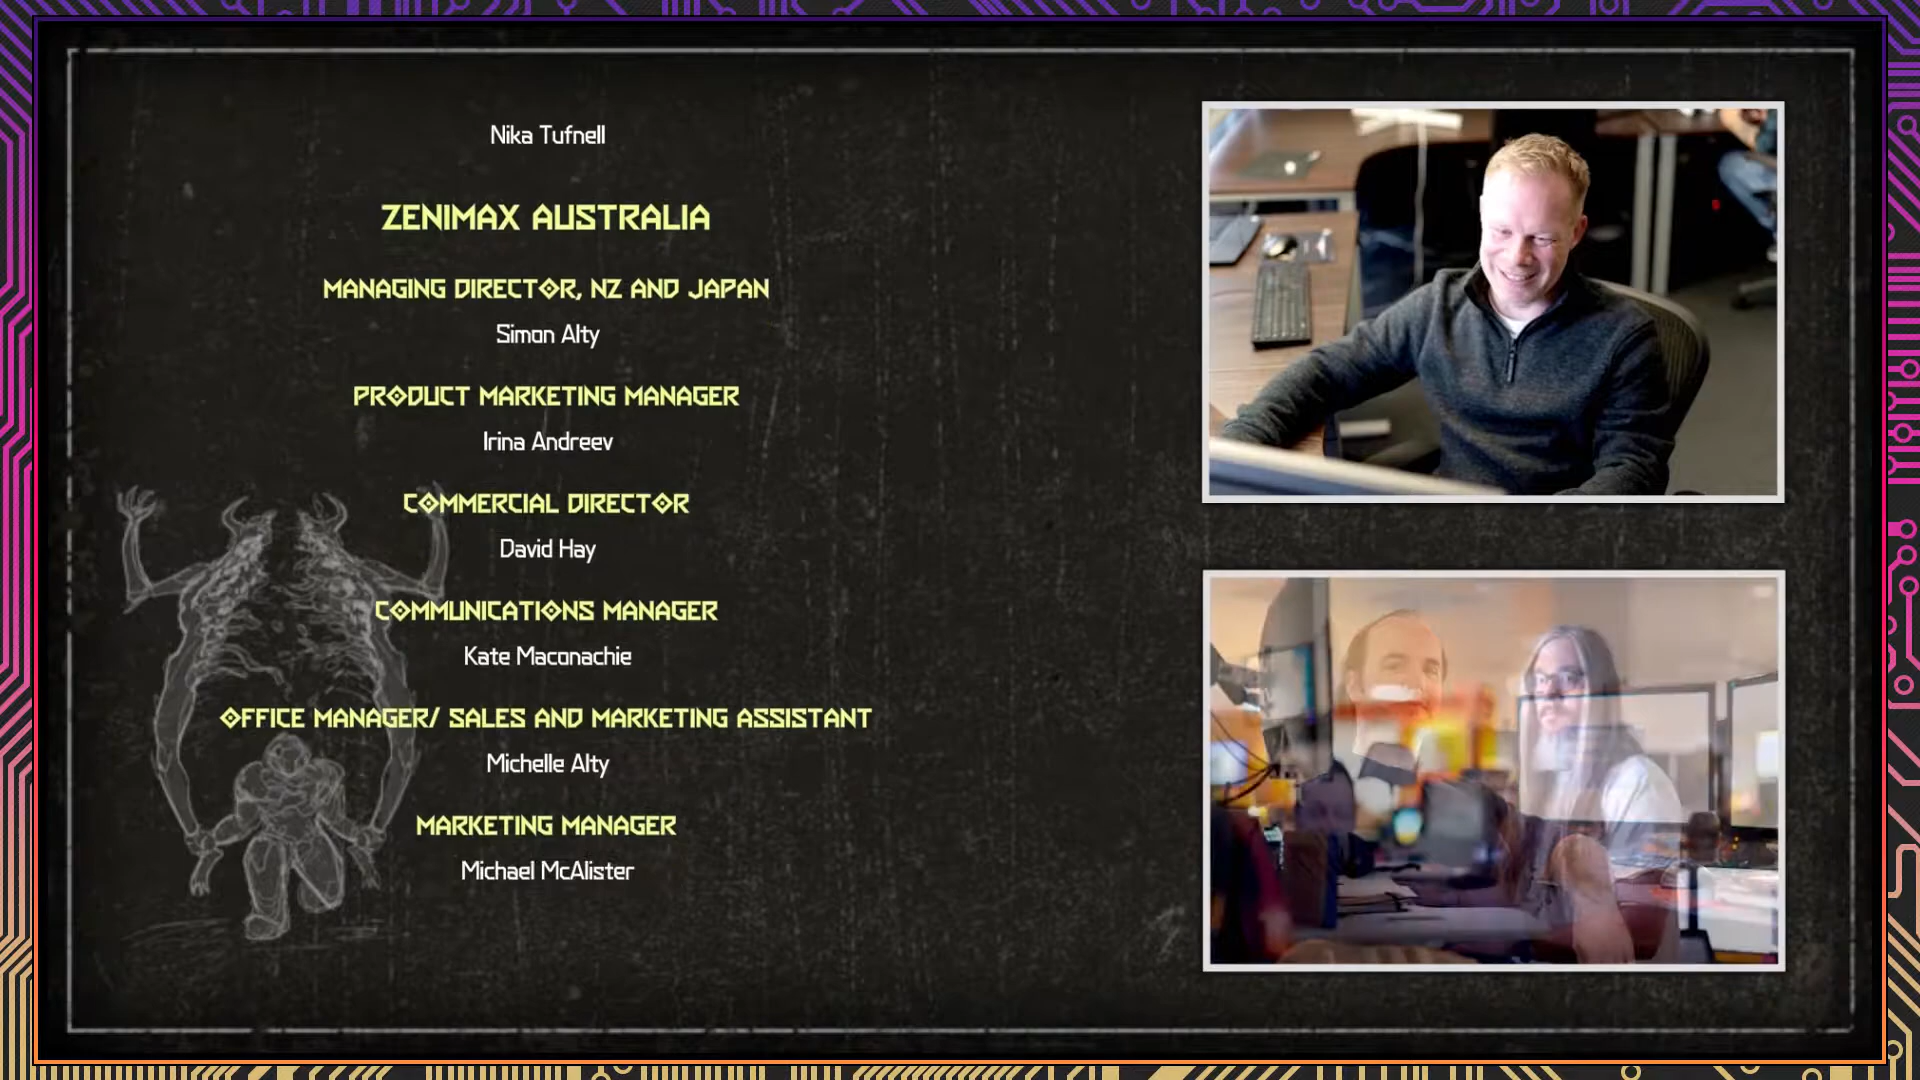 Nika Tufnell
ZENIMAX AUSTRALIA
MANAGING DIRECTOR, NZ AND JAPAN
Simon Alty
PRODUCT MARKETING MANAGER
Irina Andreev
COMMERCIAL DIRECTOR
David Hay
COMMUNICATIONS MANAGER
Kate Maconachie
OFFICE MANAGER/ SALES AND MARKETING ASSISTANT
Michelle Alty
MARKETING MANAGER
Michael McAlister